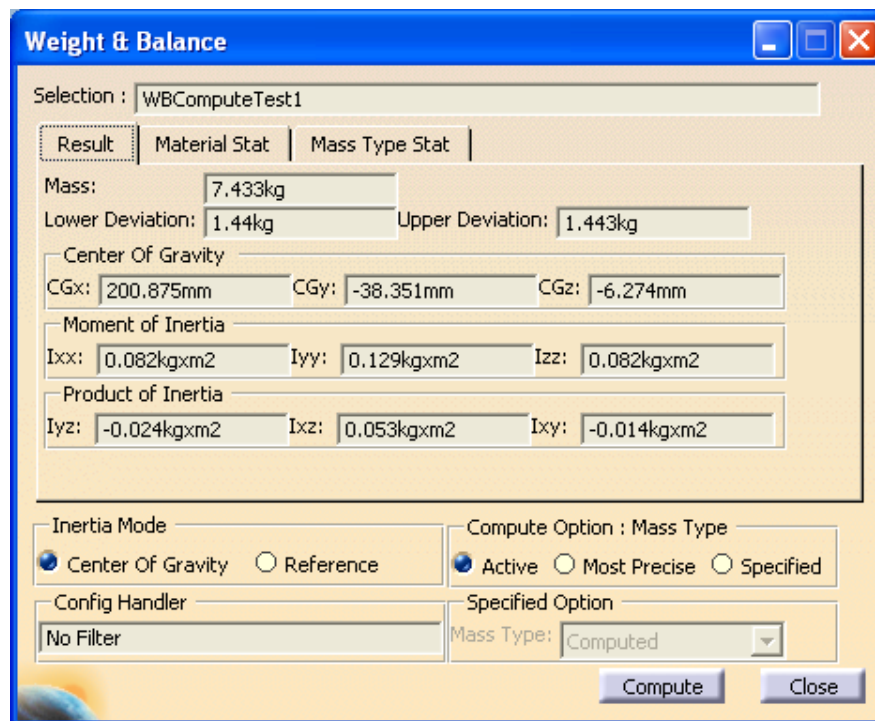 Weight & Balance
Selection : WBComputeTest1
Result Material Stat Mass Type Stat
Mass: 7.433kg
Lower Deviation: 1.44kg Upper Deviation: 1.443kg
Center Of Gravity
CGx: 200.875mm CGy: -38.351mm CGz: -6.274mm
Moment of Inertia
Ixx: 0.082kgxm2 Iyy: 0.129kgxm2 Izz: 0.082kgxm2
Product of Inertia
Iyz: -0.024kgxm2 Ixz: 0.053kgxm2 Ixy: -0.014kgxm2
Inertia Mode Compute Option : Mass Type
Center Of Gravity Reference Active Most Precise Specified
Config Handler Specified Option
No Filter Mass Type: Computed
Compute Close